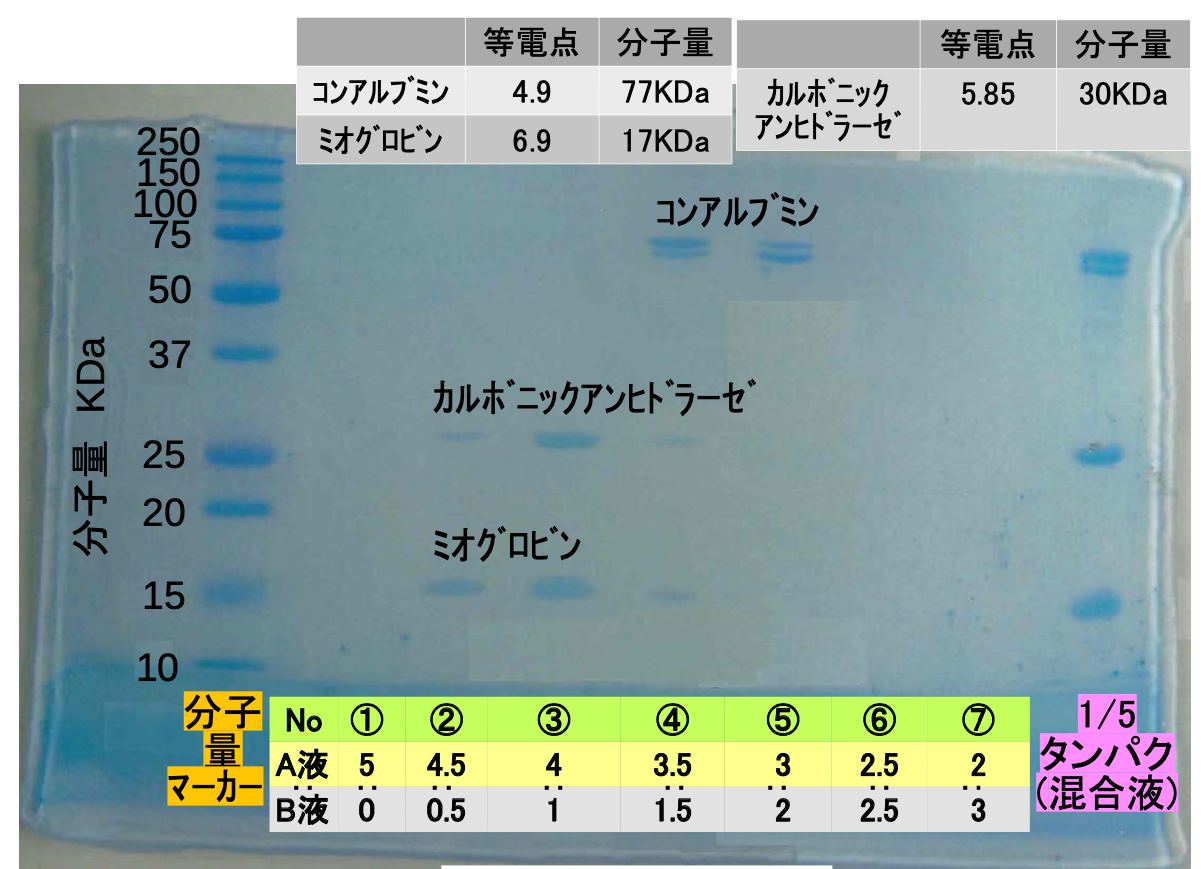 等電点 分子量
コンアルブミン 4.9 77KDa
ミオグロビン 6.9 17KDa
等電点 分子量
カルボニック 5.85 30KDa
アンヒドラーゼ
250
150
100
75
50
37
25
20
15
10
分子量 KDa
コンアルブミン
カルボニックアンヒドラーゼ
ミオグロビン
分子
量
マーカー
No ① ② ③ ④ ⑤ ⑥ ⑦
A液 5 4.5 4 3.5 3 2.5 2
: : : : : : : :
B液 0 0.5 1 1.5 2 2.5 3
1/5
タンパク
(混合液)